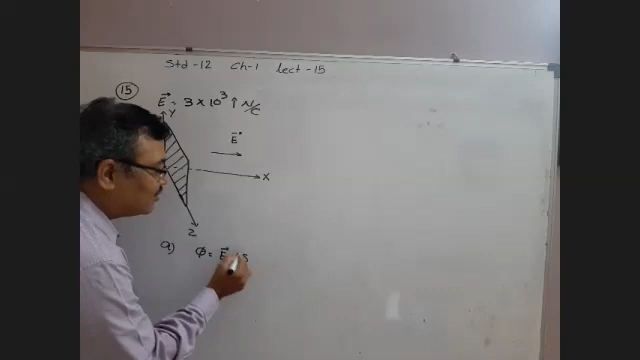 Std -12 Ch-1 Lect -15
15
E⃗ = 3 × 10³ î N/C
Y
E⃗
X
Z
a) φ = E⃗ · S